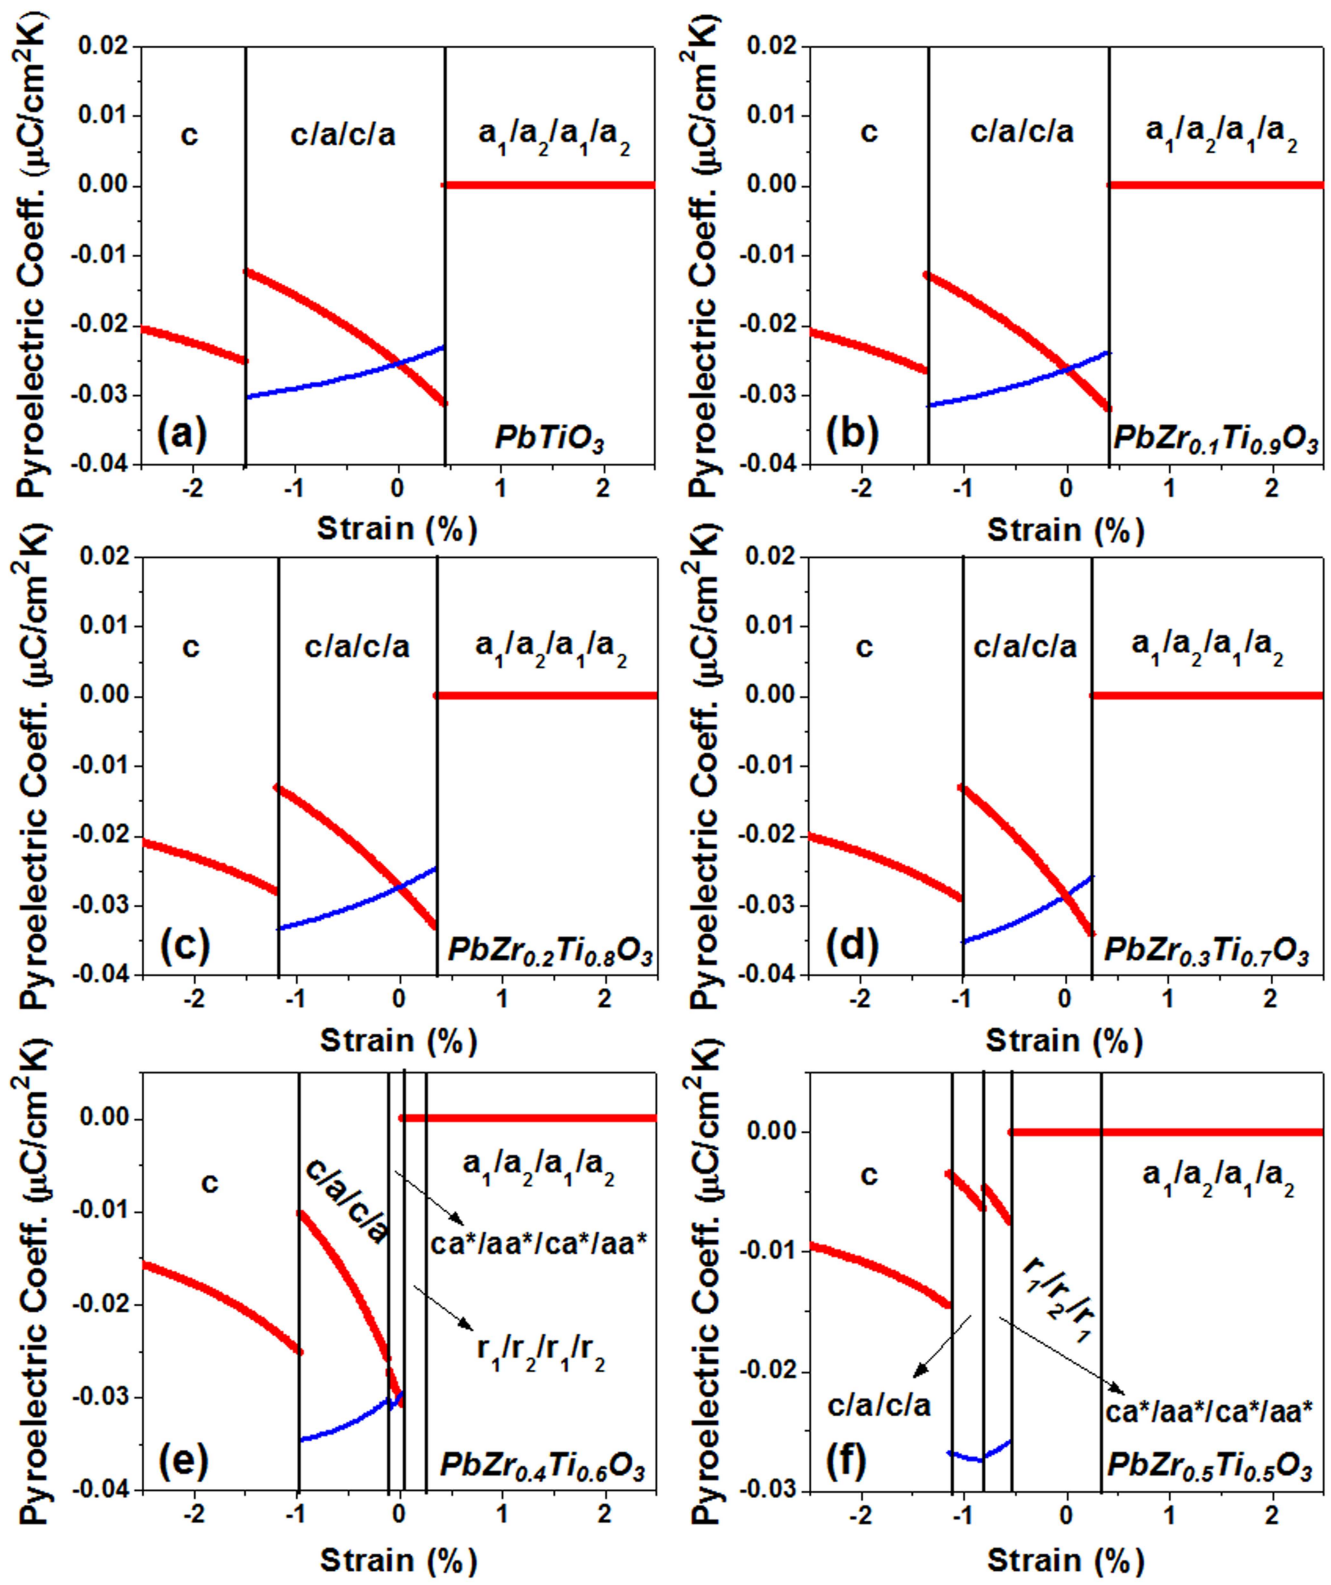 Pyroelectric Coeff. (μC/cm²K)
0.02
0.01
0.00
-0.01
-0.02
-0.03
-0.04
c
c/a/c/a
a₁/a₂/a₁/a₂
(a)
PbTiO₃
-2 -1 0 1 2
Strain (%)
Pyroelectric Coeff. (μC/cm²K)
0.02
0.01
0.00
-0.01
-0.02
-0.03
-0.04
c
c/a/c/a
a₁/a₂/a₁/a₂
(b)
PbZr₀.₁Ti₀.₉O₃
-2 -1 0 1 2
Strain (%)
Pyroelectric Coeff. (μC/cm²K)
0.02
0.01
0.00
-0.01
-0.02
-0.03
-0.04
c
c/a/c/a
a₁/a₂/a₁/a₂
(c)
PbZr₀.₂Ti₀.₈O₃
-2 -1 0 1 2
Strain (%)
Pyroelectric Coeff. (μC/cm²K)
0.02
0.01
0.00
-0.01
-0.02
-0.03
-0.04
c
c/a/c/a
a₁/a₂/a₁/a₂
(d)
PbZr₀.₃Ti₀.₇O₃
-2 -1 0 1 2
Strain (%)
Pyroelectric Coeff. (μC/cm²K)
0.00
-0.01
-0.02
-0.03
-0.04
c
c/a/c/a
a₁/a₂/a₁/a₂
ca*/aa*/ca*/aa*
r₁/r₂/r₁/r₂
(e)
PbZr₀.₄Ti₀.₆O₃
-2 -1 0 1 2
Strain (%)
Pyroelectric Coeff. (μC/cm²K)
0.00
-0.01
-0.02
-0.03
c
a₁/a₂/a₁/a₂
r₁/r₂/r₁
c/a/c/a
ca*/aa*/ca*/aa*
(f)
PbZr₀.₅Ti₀.₅O₃
-2 -1 0 1 2
Strain (%)